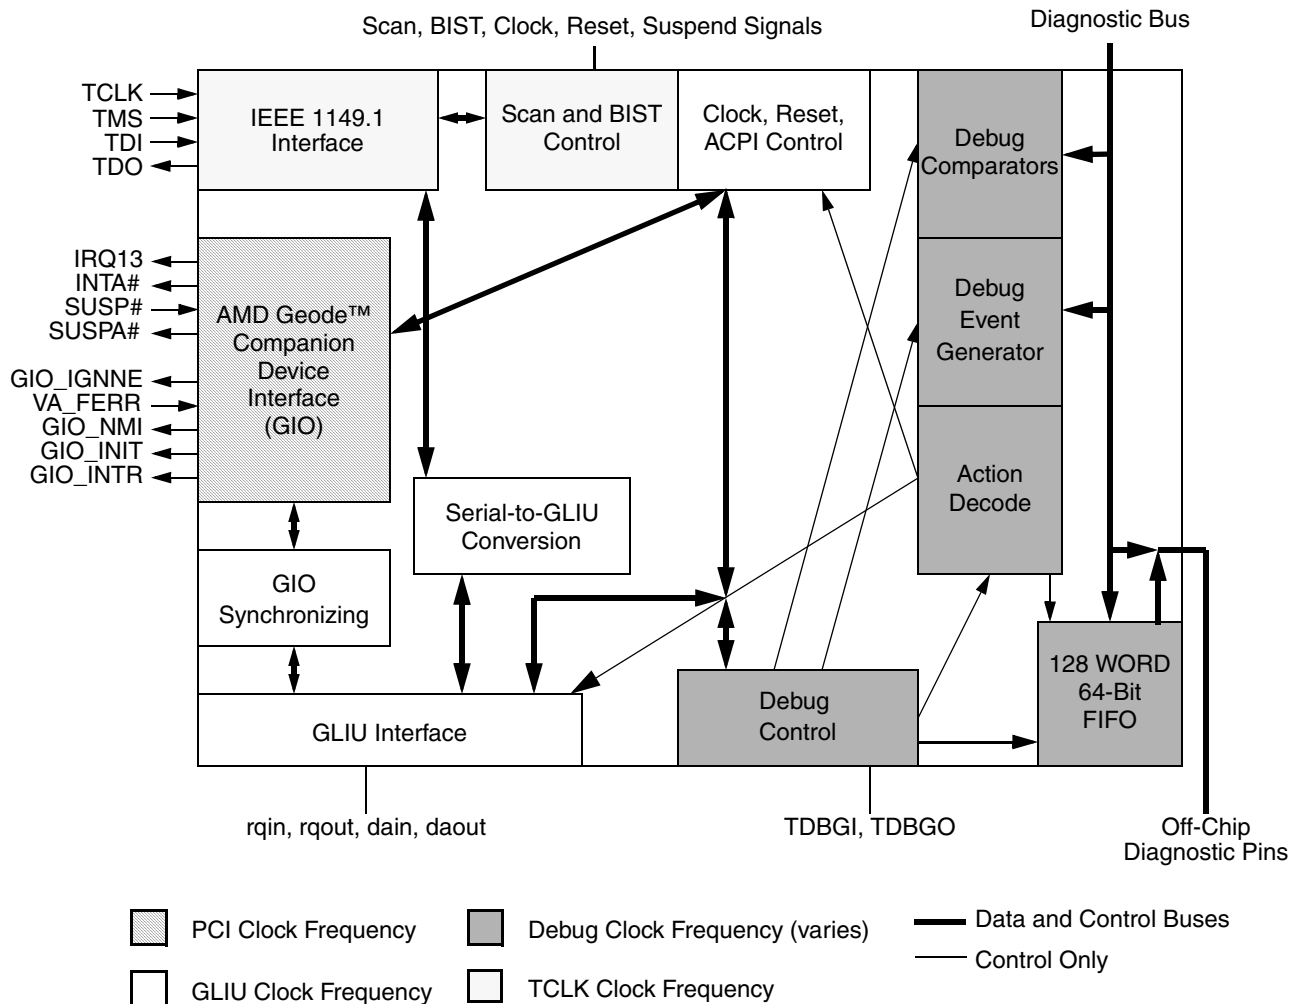 Scan, BIST, Clock, Reset, Suspend Signals
Diagnostic Bus
TCLK
TMS
TDI
TDO
IEEE 1149.1
Interface
Scan and BIST
Control
Clock, Reset,
ACPI Control
Debug
Comparators
IRQ13
INTA#
SUSP#
SUSPA#
GIO_IGNNE
VA_FERR
GIO_NMI
GIO_INIT
GIO_INTR
AMD Geode™
Companion
Device
Interface
(GIO)
Debug
Event
Generator
Action
Decode
Serial-to-GLIU
Conversion
GIO
Synchronizing
GLIU Interface
Debug
Control
128 WORD
64-Bit
FIFO
rqin, rqout, dain, daout
TDBGI, TDBGO
Off-Chip
Diagnostic Pins
PCI Clock Frequency
Debug Clock Frequency (varies)
Data and Control Buses
Control Only
GLIU Clock Frequency
TCLK Clock Frequency